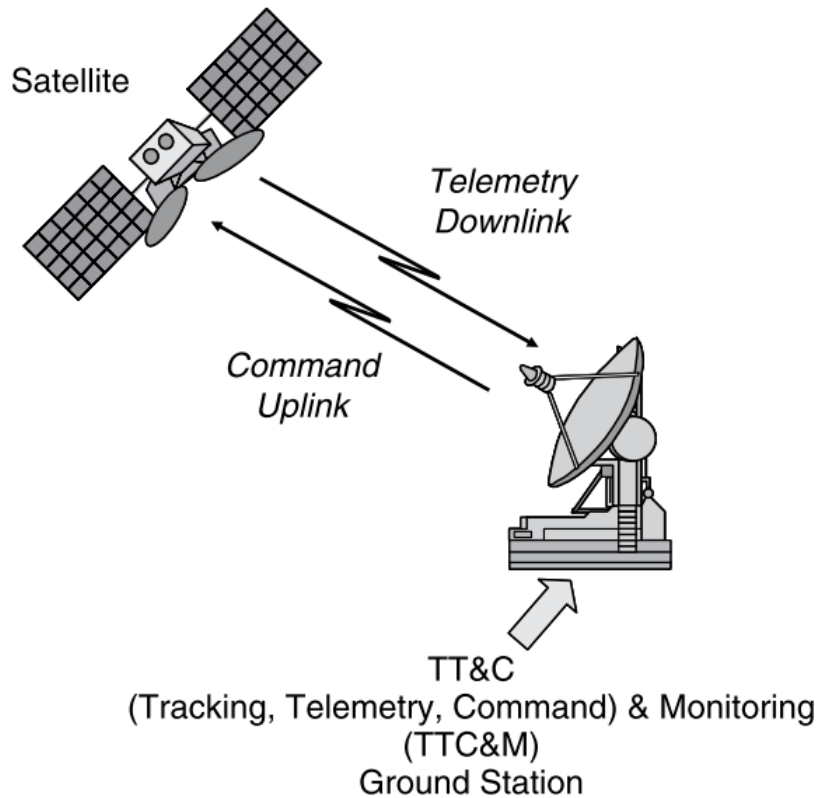 Satellite
Telemetry
Downlink
Command
Uplink
TT&C
(Tracking, Telemetry, Command) & Monitoring
(TTC&M)
Ground Station